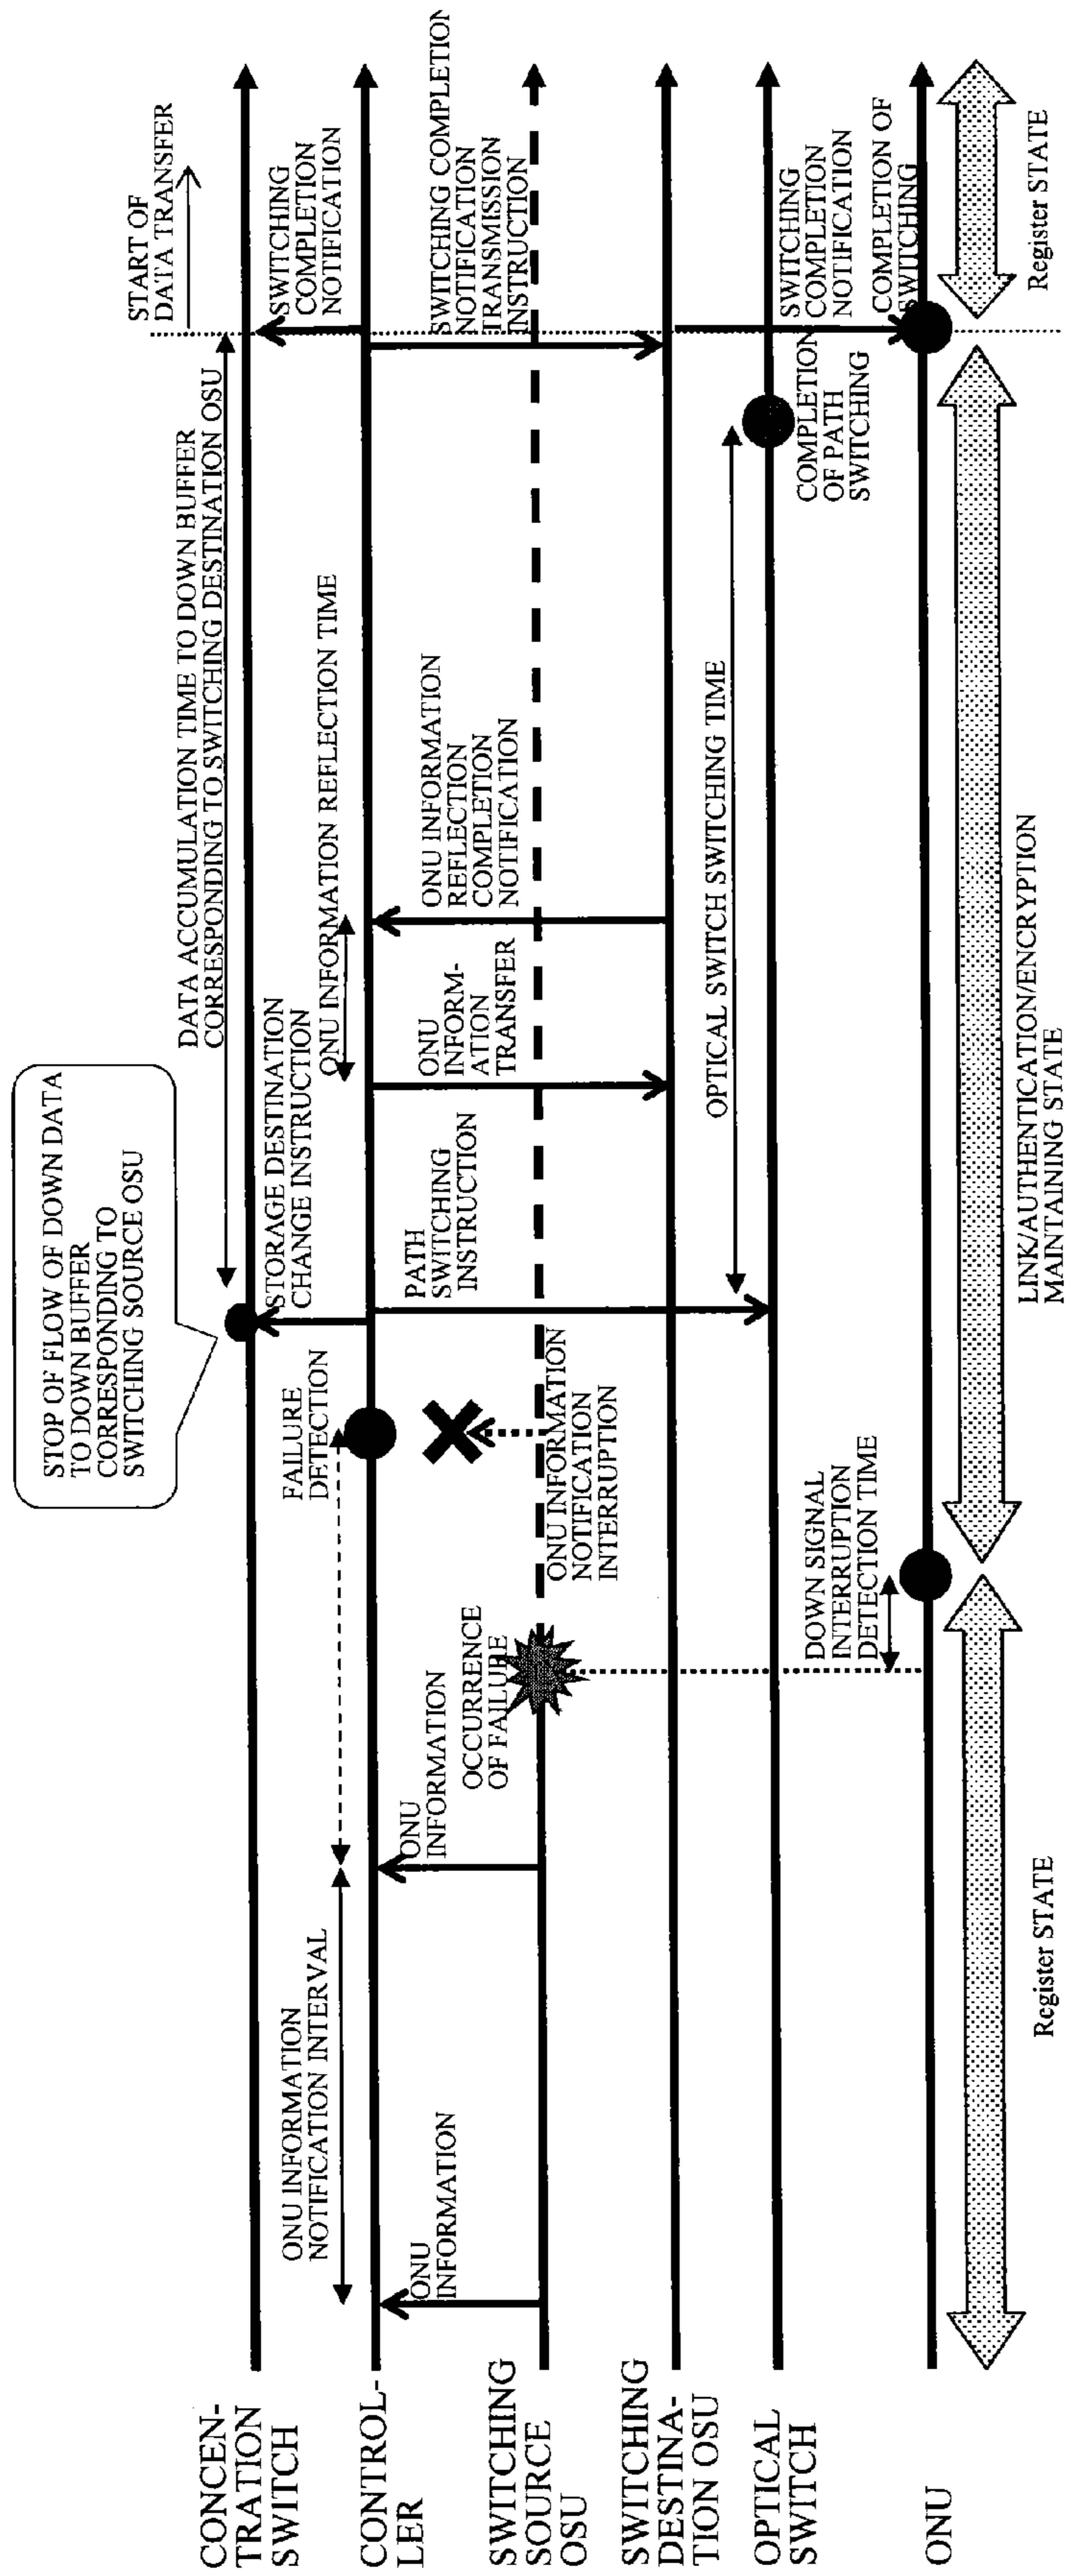 CONCEN-
TRATION
SWITCH
CONTROL-
LER
SWITCHING
SOURCE
OSU
SWITCHING
DESTINA-
TION OSU
OPTICAL
SWITCH
ONU
STOP OF FLOW OF DOWN DATA
TO DOWN BUFFER
CORRESPONDING TO
SWITCHING SOURCE OSU
START OF
DATA TRANSFER
DATA ACCUMULATION TIME TO DOWN BUFFER
CORRESPONDING TO SWITCHING DESTINATION OSU
ONU INFORMATION
NOTIFICATION INTERVAL
FAILURE
DETECTION
STORAGE DESTINATION
CHANGE INSTRUCTION
ONU INFORMATION REFLECTION TIME
SWITCHING
COMPLETION
NOTIFICATION
ONU
INFORMATION
ONU
INFORMATION
OCCURRENCE
OF FAILURE
PATH
SWITCHING
INSTRUCTION
ONU
INFORM-
ATION
TRANSFER
ONU INFORMATION
REFLECTION
COMPLETION
NOTIFICATION
SWITCHING COMPLETION
NOTIFICATION
TRANSMISSION
INSTRUCTION
ONU INFORMATION
NOTIFICATION
INTERRUPTION
OPTICAL SWITCH SWITCHING TIME
DOWN SIGNAL
INTERRUPTION
DETECTION TIME
COMPLETION
OF PATH
SWITCHING
SWITCHING
COMPLETION
NOTIFICATION
COMPLETION OF
SWITCHING
Register STATE
LINK/AUTHENTICATION/ENCRYPTION
MAINTAINING STATE
Register STATE